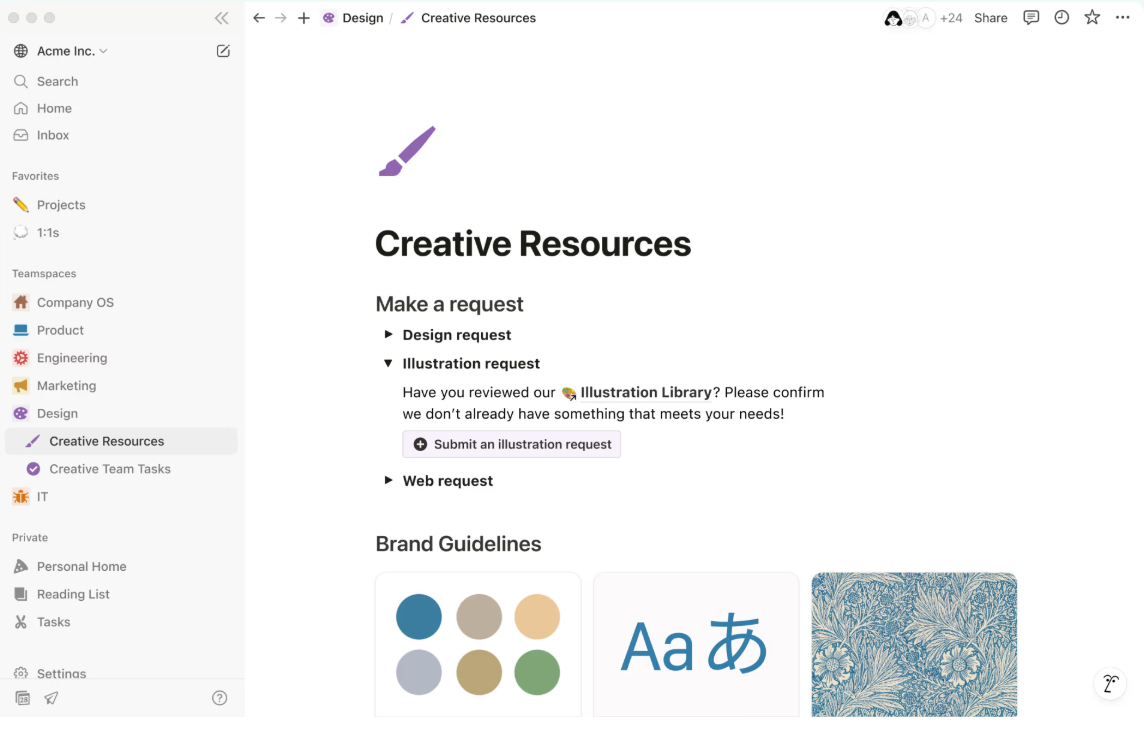 Design / Creative Resources
A +24 Share
Acme Inc.
Search
Home
Inbox
Favorites
Projects
1:1s
Teamspaces
Company OS
Product
Engineering
Marketing
Design
Creative Resources
Creative Team Tasks
IT
Private
Personal Home
Reading List
Tasks
Settings
28
?
Creative Resources
Make a request
Design request
Illustration request
Have you reviewed our Illustration Library? Please confirm
we don’t already have something that meets your needs!
Submit an illustration request
Web request
Brand Guidelines
Aaあ